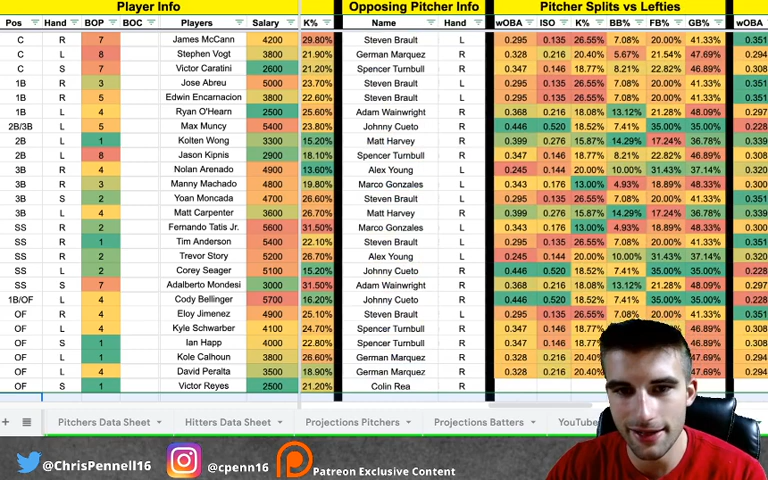 Player Info Opposing Pitcher Info Pitcher Splits vs Lefties
Pos Hand BOP BOC Players Salary K% Name Hand wOBA ISO K% BB% FB% GB% wOBA
C R 7 James McCann 4200 29.80% Steven Brault L 0.295 0.135 26.55% 7.08% 20.00% 41.33% 0.351
C L 8 Stephen Vogt 3800 21.90% German Marquez R 0.328 0.216 20.40% 5.67% 21.54% 47.69% 0.294
C S 7 Victor Caratini 2600 21.20% Spencer Turnbull R 0.347 0.146 18.77% 8.21% 22.82% 46.89% 0.308
1B R 3 Jose Abreu 5000 23.70% Steven Brault L 0.295 0.135 26.55% 7.08% 20.00% 41.33% 0.351
1B R 5 Edwin Encarnacion 3800 22.60% Steven Brault L 0.295 0.135 26.55% 7.08% 20.00% 41.33% 0.351
1B L 4 Ryan O'Hearn 2500 25.60% Adam Wainwright R 0.368 0.216 18.08% 13.12% 21.28% 48.09% 0.339
2B/3B L 5 Max Muncy 5400 23.80% Johnny Cueto R 0.446 0.520 18.52% 7.41% 35.00% 35.00% 0.228
2B L 1 Kolten Wong 3300 15.20% Matt Harvey R 0.399 0.276 15.87% 14.29% 17.24% 36.78% 0.339
2B L 8 Jason Kipnis 2900 18.10% Spencer Turnbull R 0.347 0.146 18.77% 8.21% 22.82% 46.89% 0.308
3B R 4 Nolan Arenado 4900 13.60% Alex Young L 0.245 0.144 20.00% 10.00% 31.43% 37.14% 0.320
3B R 3 Manny Machado 4800 19.80% Marco Gonzales L 0.343 0.176 13.00% 4.93% 18.89% 48.33% 0.300
3B S 2 Yoan Moncada 4700 26.60% Steven Brault L 0.295 0.135 26.55% 7.08% 20.00% 41.33% 0.351
3B L 4 Matt Carpenter 3600 26.70% Matt Harvey R 0.399 0.276 15.87% 14.29% 17.24% 36.78% 0.339
SS R 2 Fernando Tatis Jr. 5600 31.50% Marco Gonzales L 0.343 0.176 13.00% 7.08% 18.89% 48.33% 0.300
SS R 1 Tim Anderson 5400 22.10% Steven Brault L 0.295 0.135 26.55% 7.08% 20.00% 41.33% 0.351
SS R 2 Trevor Story 5200 26.70% Alex Young L 0.245 0.144 20.00% 10.00% 31.43% 37.14% 0.320
SS L 2 Corey Seager 5100 15.20% Johnny Cueto R 0.446 0.520 18.52% 7.41% 35.00% 35.00% 0.228
SS S 7 Adalberto Mondesi 3000 31.50% Adam Wainwright R 0.368 0.216 18.08% 13.12% 21.28% 48.09% 0.339
1B/OF L 4 Cody Bellinger 5700 16.20% Johnny Cueto R 0.446 0.520 18.52% 7.41% 35.00% 35.00% 0.228
OF R 4 Eloy Jimenez 4900 25.10% Steven Brault L 0.295 0.135 26.55% 7.08% 20.00% 41.33% 0.351
OF L 4 Kyle Schwarber 4100 24.70% Spencer Turnbull R 0.347 0.146 46.89% 0.308
OF S 1 Ian Happ 4000 22.80% Spencer Turnbull R 0.347 0.146 46.89% 0.308
OF L 1 Kole Calhoun 3800 26.60% German Marquez R 0.328 0.216 47.69% 0.294
OF L 4 David Peralta 3500 18.90% German Marquez R 0.328 0.216 47.69% 0.294
OF S 1 Victor Reyes 2500 21.20% Colin Rea R
+ Pitchers Data Sheet Hitters Data Sheet Projections Pitchers Projections Batters YouTube
@ChrisPennell16 @cpenn16 Patreon Exclusive Content